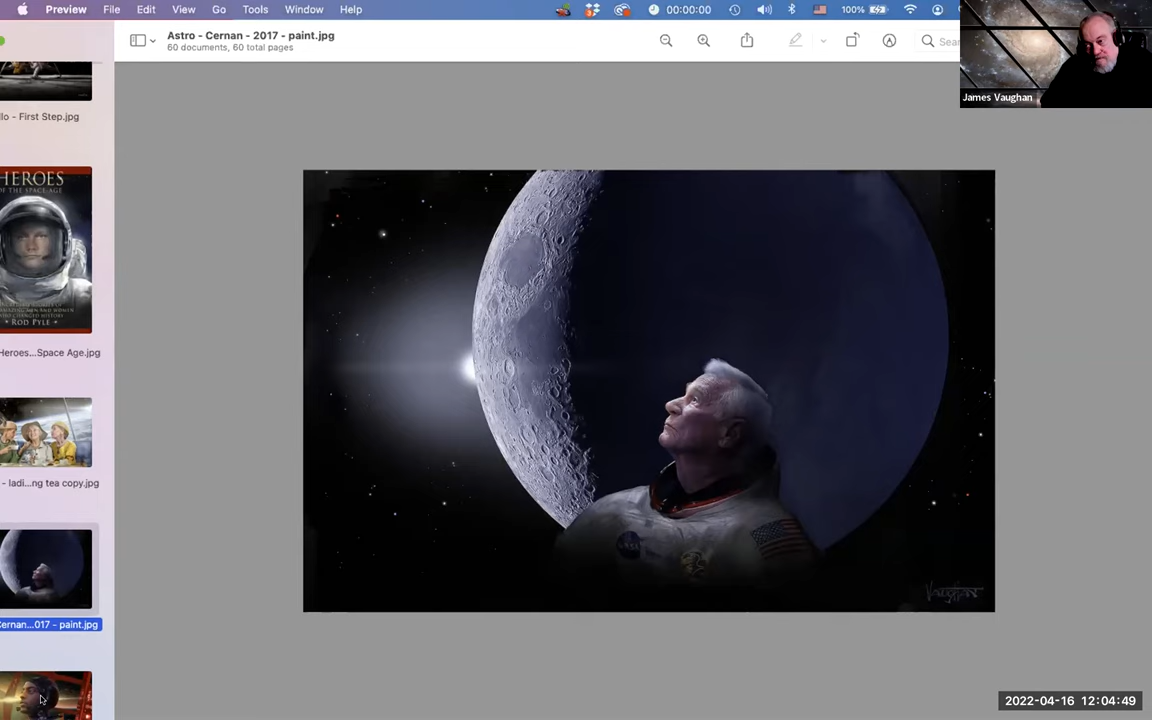 Preview File Edit View Go Tools Window Help 00:00:00 100%
Astro - Cernan - 2017 - paint.jpg
60 documents, 60 total pages
Sear
James Vaughan
llo - First Step.jpg
HEROES
OF THE SPACE AGE
• ROD PYLE •
Heroes...Space Age.jpg
- ladi...ng tea copy.jpg
Cernan...017 - paint.jpg
Vaughan
2022-04-16 12:04:49